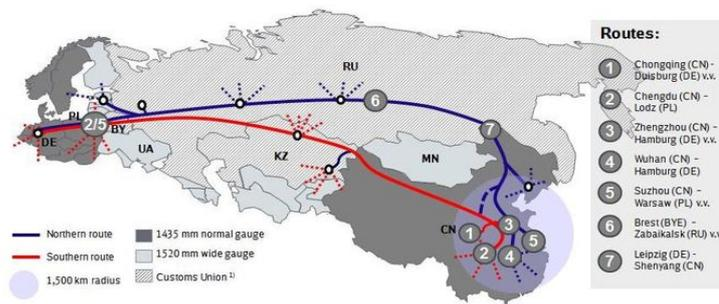 Routes:
1 Chongqing (CN) -
Duisburg (DE) v.v.
2 Chengdu (CN) -
Lodz (PL)
3 Zhengzhou (CN) -
Hamburg (DE) v.v.
4 Wuhan (CN) -
Hamburg (DE)
5 Suzhou (CN) -
Warsaw (PL) v.v.
6 Brest (BYE) -
Zabaikalsk (RU) v.v.
7 Leipzig (DE) -
Shenyang (CN)
RU
6
PL
2/5
BY
7
DE
UA
KZ
MN
CN
1
3
2
4
5
Northern route
1435 mm normal gauge
Southern route
1520 mm wide gauge
1,500 km radius
Customs Union 1)